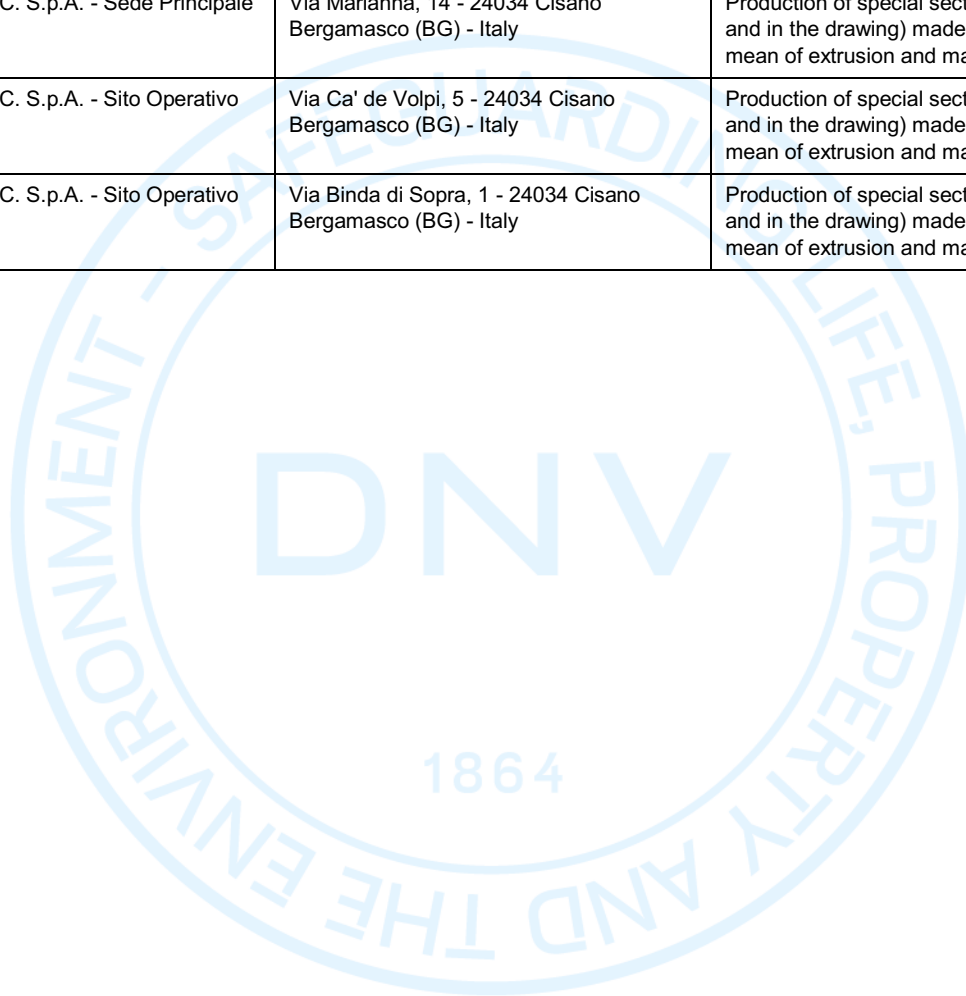 C. S.p.A. - Sede Principale
Via Marianna, 14 - 24034 Cisano
Bergamasco (BG) - Italy
Production of special sect
and in the drawing) made
mean of extrusion and ma
C. S.p.A. - Sito Operativo
Via Ca' de Volpi, 5 - 24034 Cisano
Bergamasco (BG) - Italy
Production of special sect
and in the drawing) made
mean of extrusion and ma
C. S.p.A. - Sito Operativo
Via Binda di Sopra, 1 - 24034 Cisano
Bergamasco (BG) - Italy
Production of special sect
and in the drawing) made
mean of extrusion and ma
SAFEGUARDING LIFE, PROPERTY AND THE ENVIRONMENT -
DNV
1864